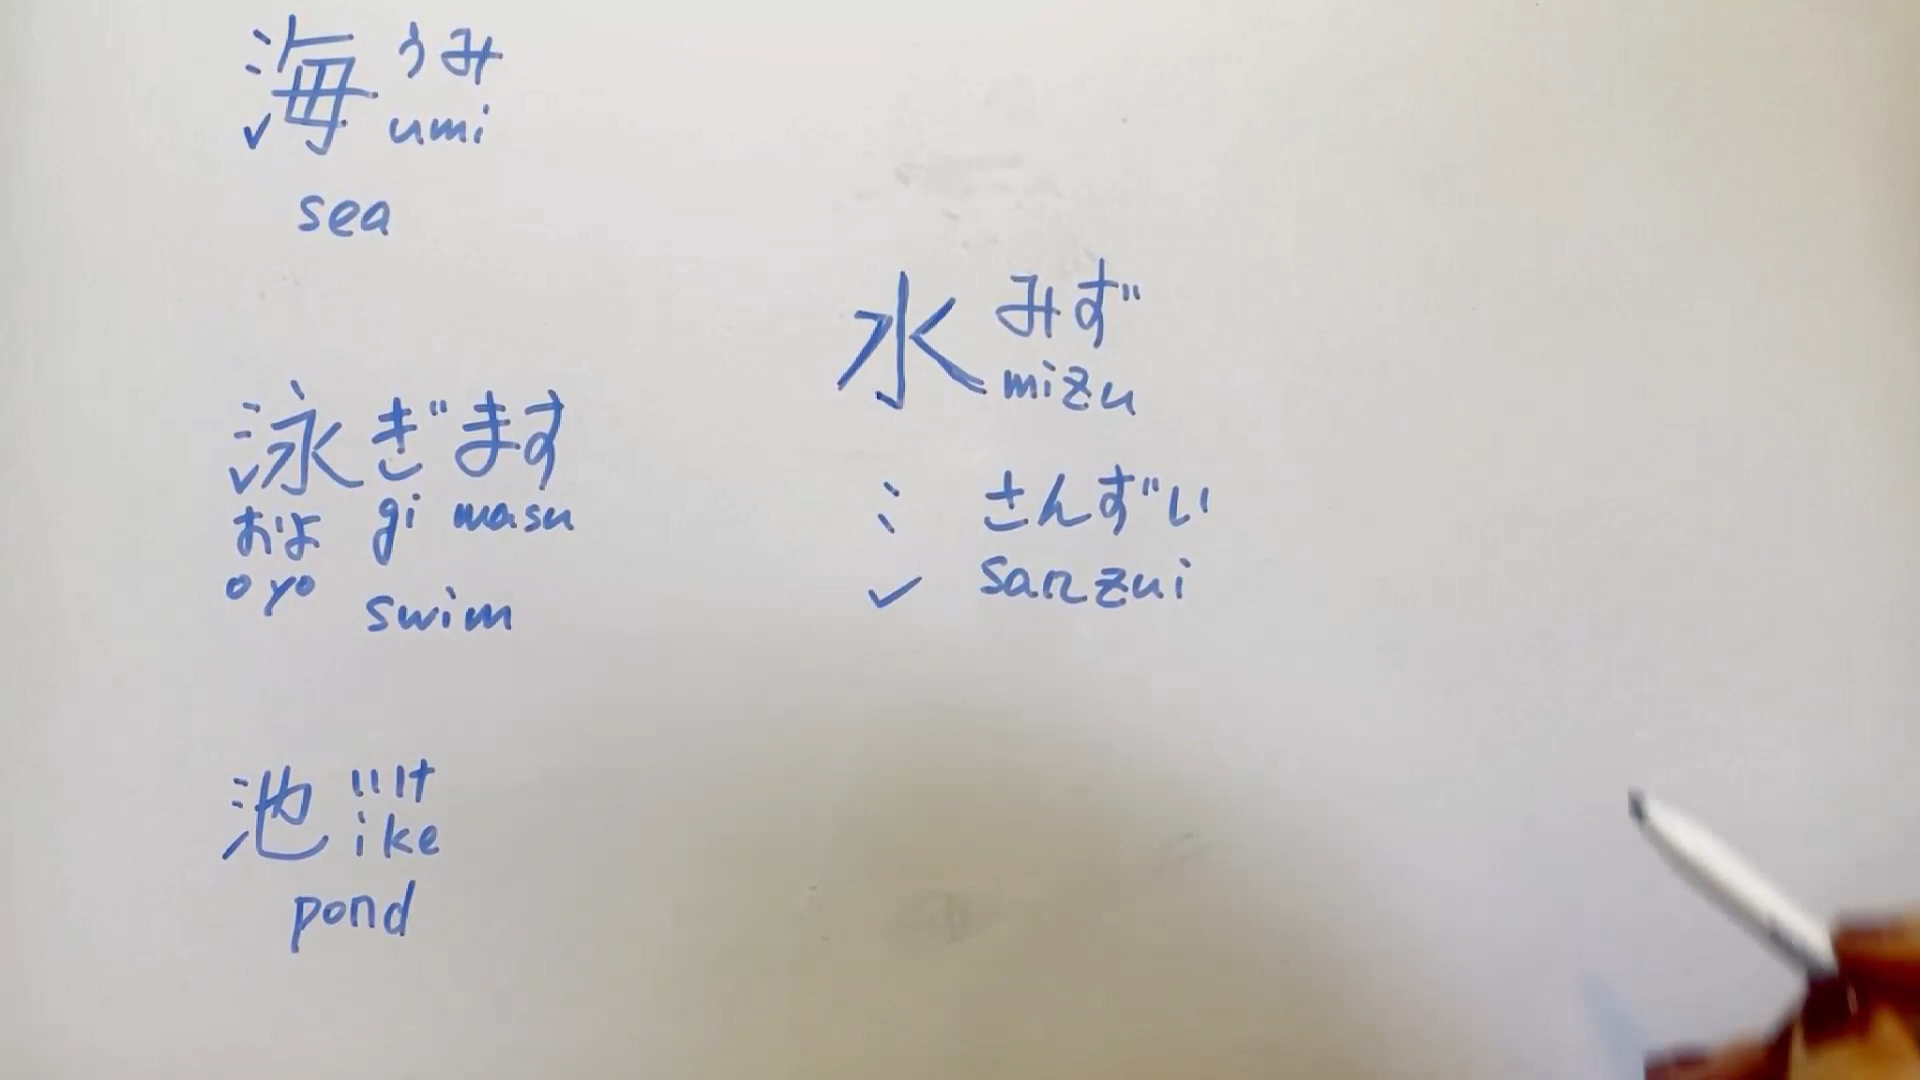 海 うみ
umi
sea
泳ぎます
およ gi masu
oyo
swim
池 いけ
ike
pond
水 みず
mizu
氵 さんずい
sanzui